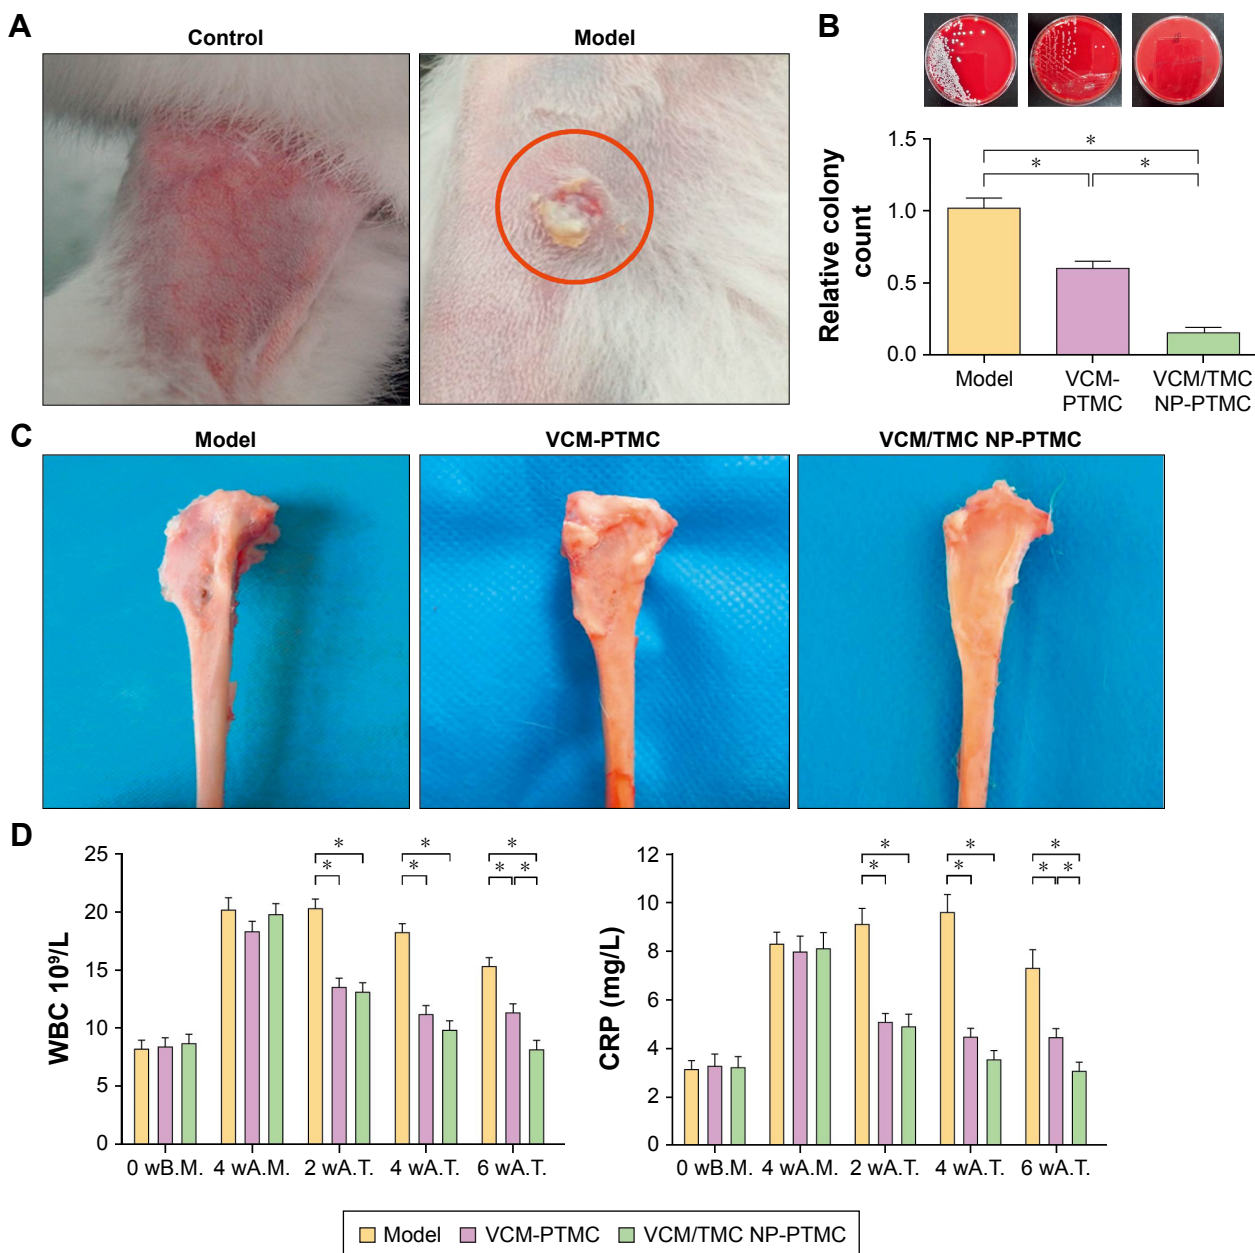 A
Control
Model
B
1.5
1.0
0.5
0.0
Relative colony
count
*
*
*
Model
VCM-
PTMC
VCM/TMC
NP-PTMC
C
Model
VCM-PTMC
VCM/TMC NP-PTMC
D
25
20
15
10
5
0
WBC 10⁹/L
*
*
*
*
*
*
*
0 wB.M.
4 wA.M.
2 wA.T.
4 wA.T.
6 wA.T.
12
10
8
6
4
2
0
CRP (mg/L)
*
*
*
*
*
*
*
0 wB.M.
4 wA.M.
2 wA.T.
4 wA.T.
6 wA.T.
Model
VCM-PTMC
VCM/TMC NP-PTMC